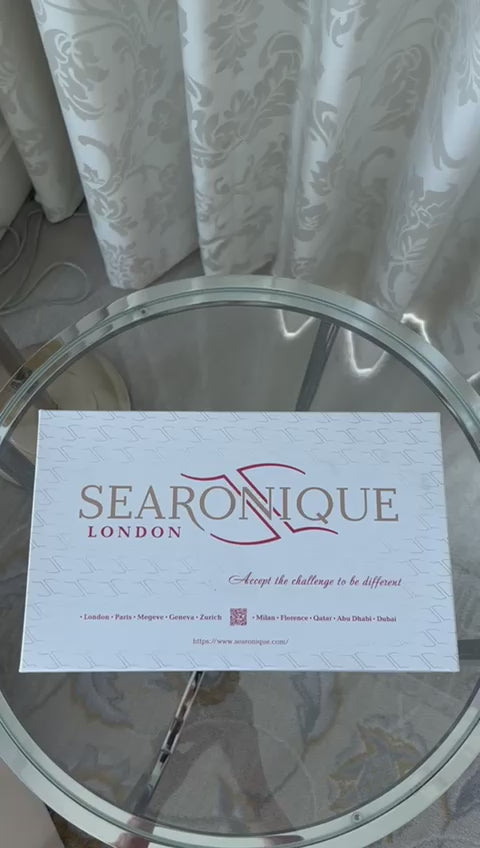 SEARONIQUE
LONDON
Accept the challenge to be different
• London • Paris • Megeve • Geneva • Zurich • Milan • Florence • Qatar • Abu Dhabi • Dubai
https://www.searonique.com/